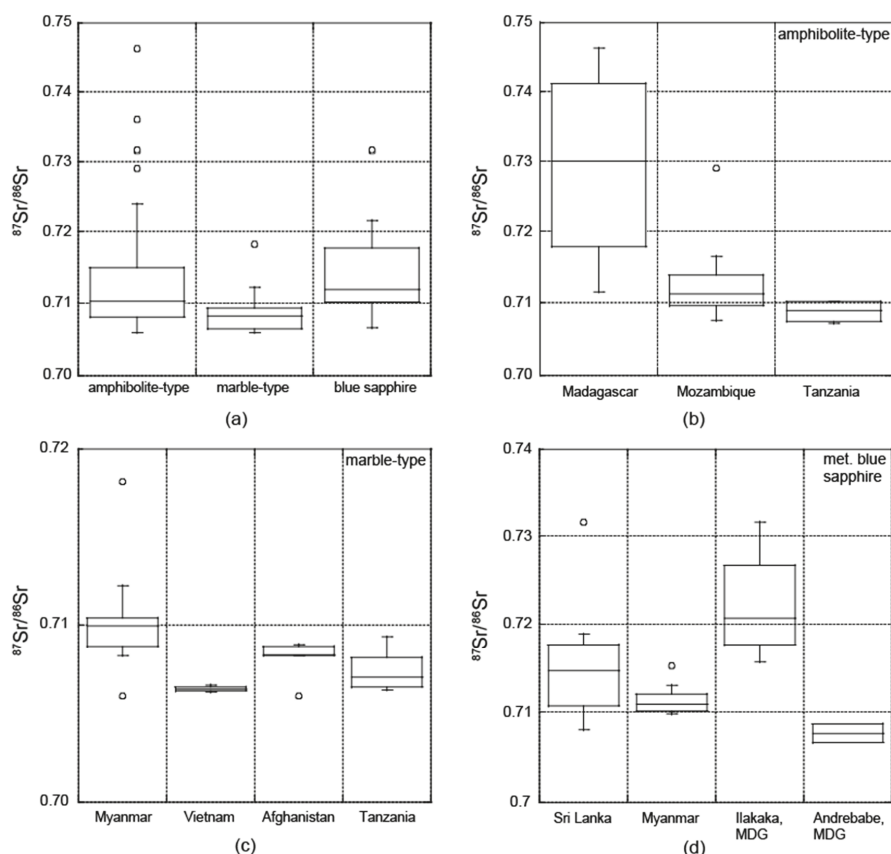 0.75
0.74
0.73
0.72
0.71
0.70
87Sr/86Sr
amphibolite-type marble-type blue sapphire
(a)
amphibolite-type
0.75
0.74
0.73
0.72
0.71
0.70
87Sr/86Sr
Madagascar Mozambique Tanzania
(b)
marble-type
0.72
0.71
0.70
87Sr/86Sr
Myanmar Vietnam Afghanistan Tanzania
(c)
met. blue
sapphire
0.74
0.73
0.72
0.71
0.7
87Sr/86Sr
Sri Lanka Myanmar Ilakaka, Andrebabe,
MDG MDG
(d)